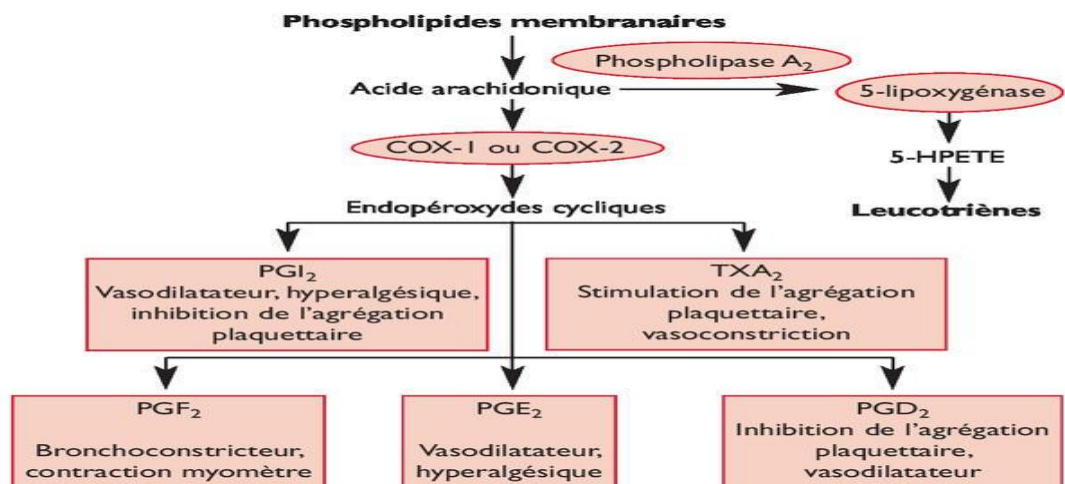 Phospholipides membranaires
Phospholipase A₂
Acide arachidonique
5-lipoxygénase
COX-1 ou COX-2
5-HPETE
Endopéroxydes cycliques
Leucotriènes
PGI₂
Vasodilatateur, hyperalgésique,
inhibition de l’agrégation
plaquettaire
TXA₂
Stimulation de l’agrégation
plaquettaire,
vasoconstriction
PGF₂
Bronchoconstricteur,
contraction myomètre
PGE₂
Vasodilatateur,
hyperalgésique
PGD₂
Inhibition de l’agrégation
plaquettaire,
vasodilatateur